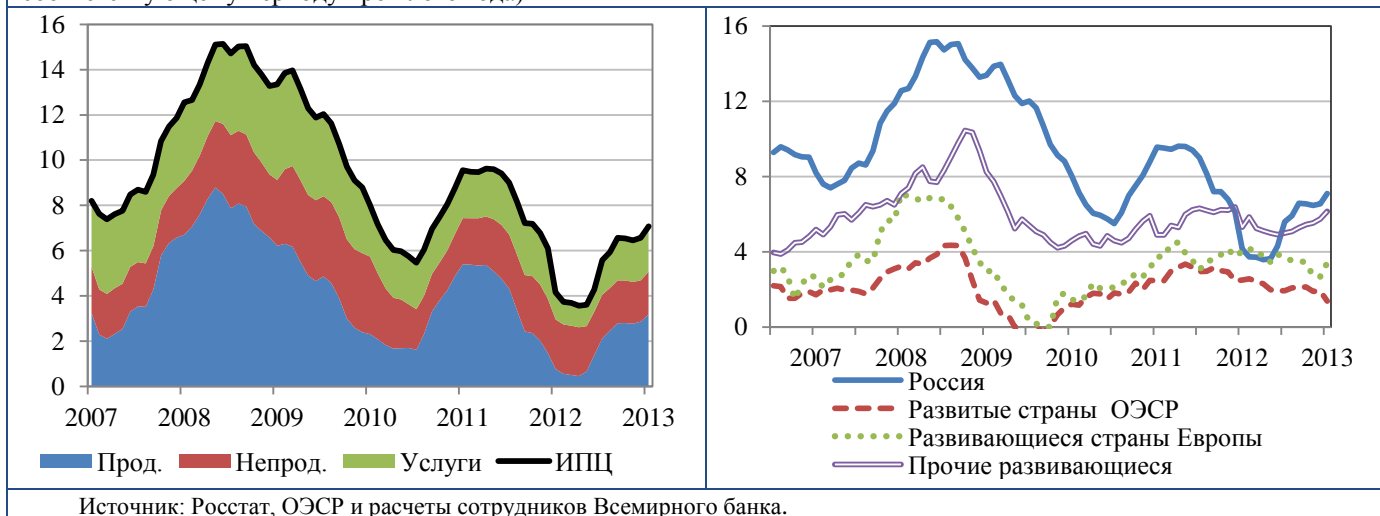 16
14
12
10
8
6
4
2
0
2007 2008 2009 2010 2011 2012 2013
Прод. Непрод. Услуги ИПЦ
16
12
8
4
0
2007 2008 2009 2010 2011 2012 2013
Россия
Развитые страны ОЭСР
Развивающиеся страны Европы
Прочие развивающиеся
Источник: Росстат, ОЭСР и расчеты сотрудников Всемирного банка.